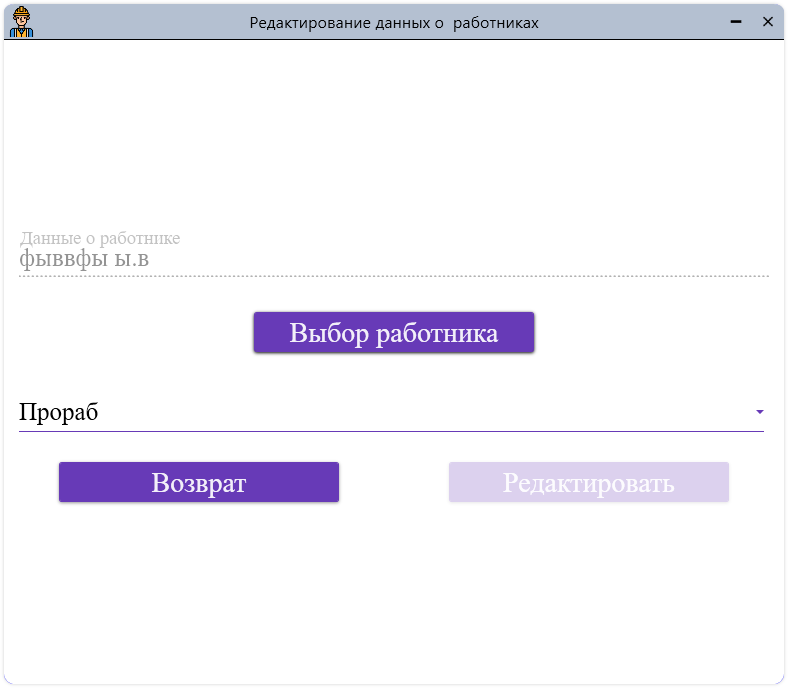 Редактирование данных о  работниках
Данные о работнике
фыввфы ы.в
Выбор работника
Прораб
Возврат
Редактировать